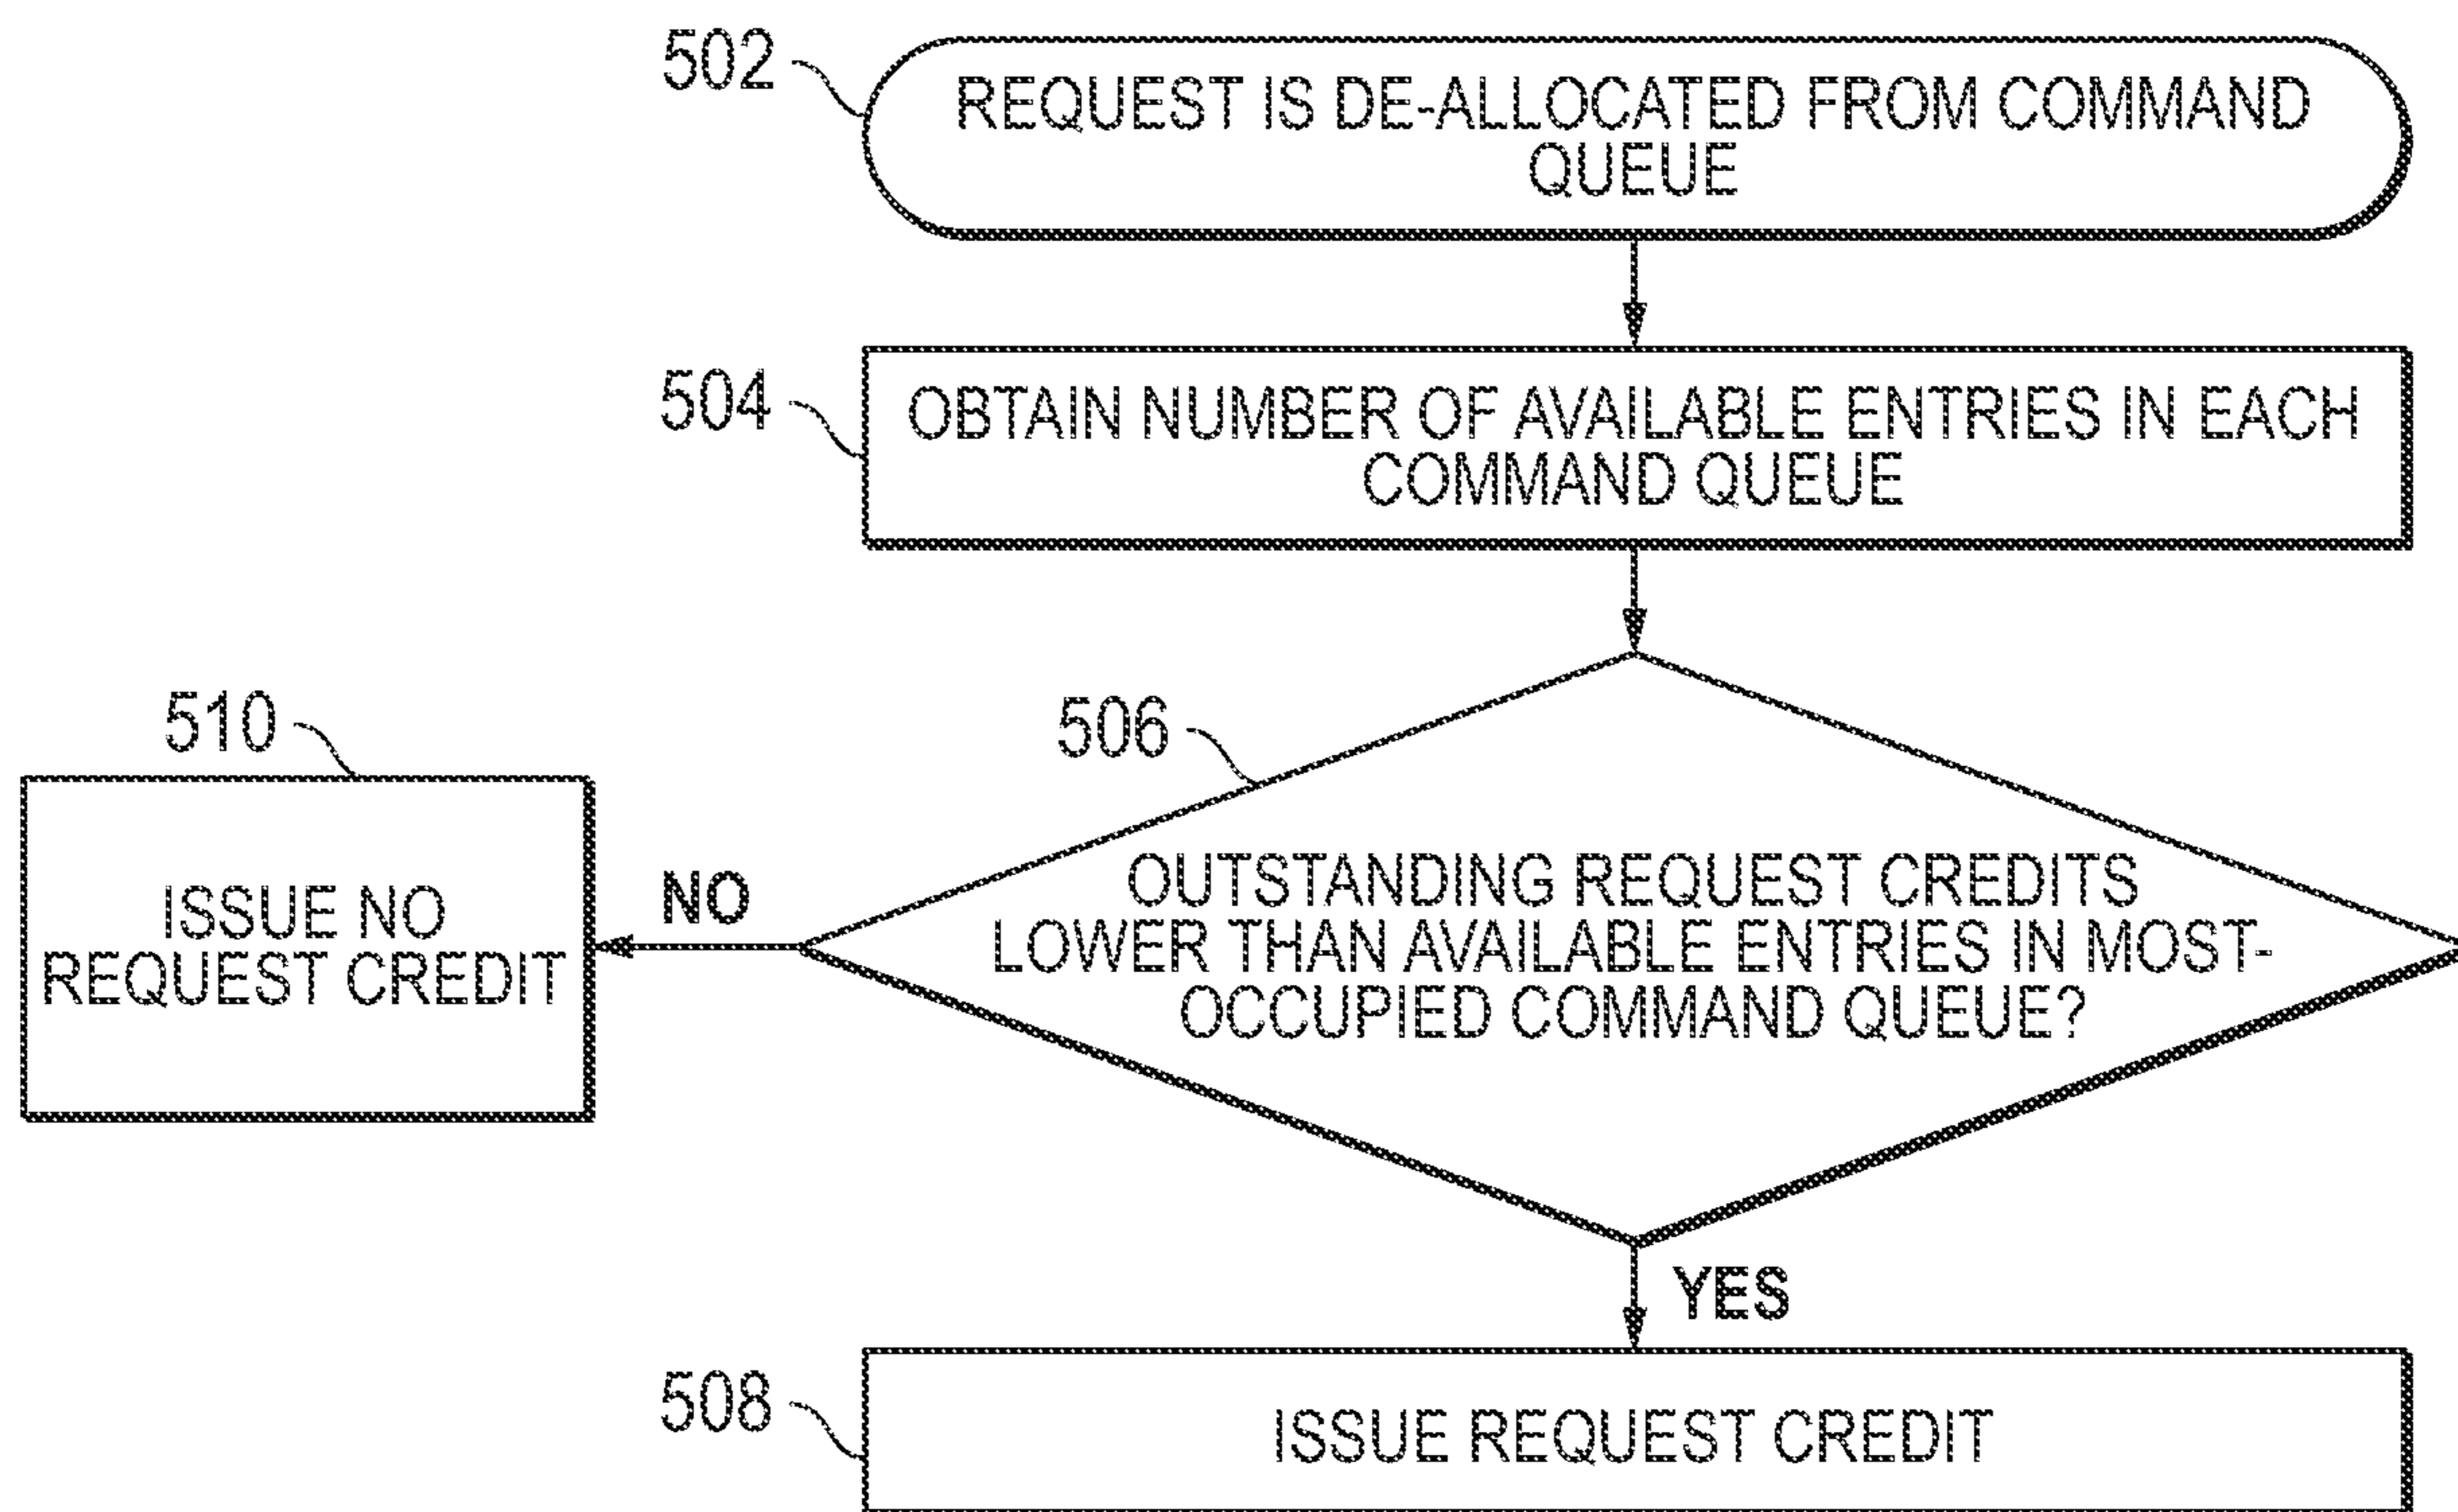 502
REQUEST IS DE-ALLOCATED FROM COMMAND
QUEUE
504
OBTAIN NUMBER OF AVAILABLE ENTRIES IN EACH
COMMAND QUEUE
506
OUTSTANDING REQUEST CREDITS
LOWER THAN AVAILABLE ENTRIES IN MOST-
OCCUPIED COMMAND QUEUE?
NO
510
ISSUE NO
REQUEST CREDIT
YES
508
ISSUE REQUEST CREDIT